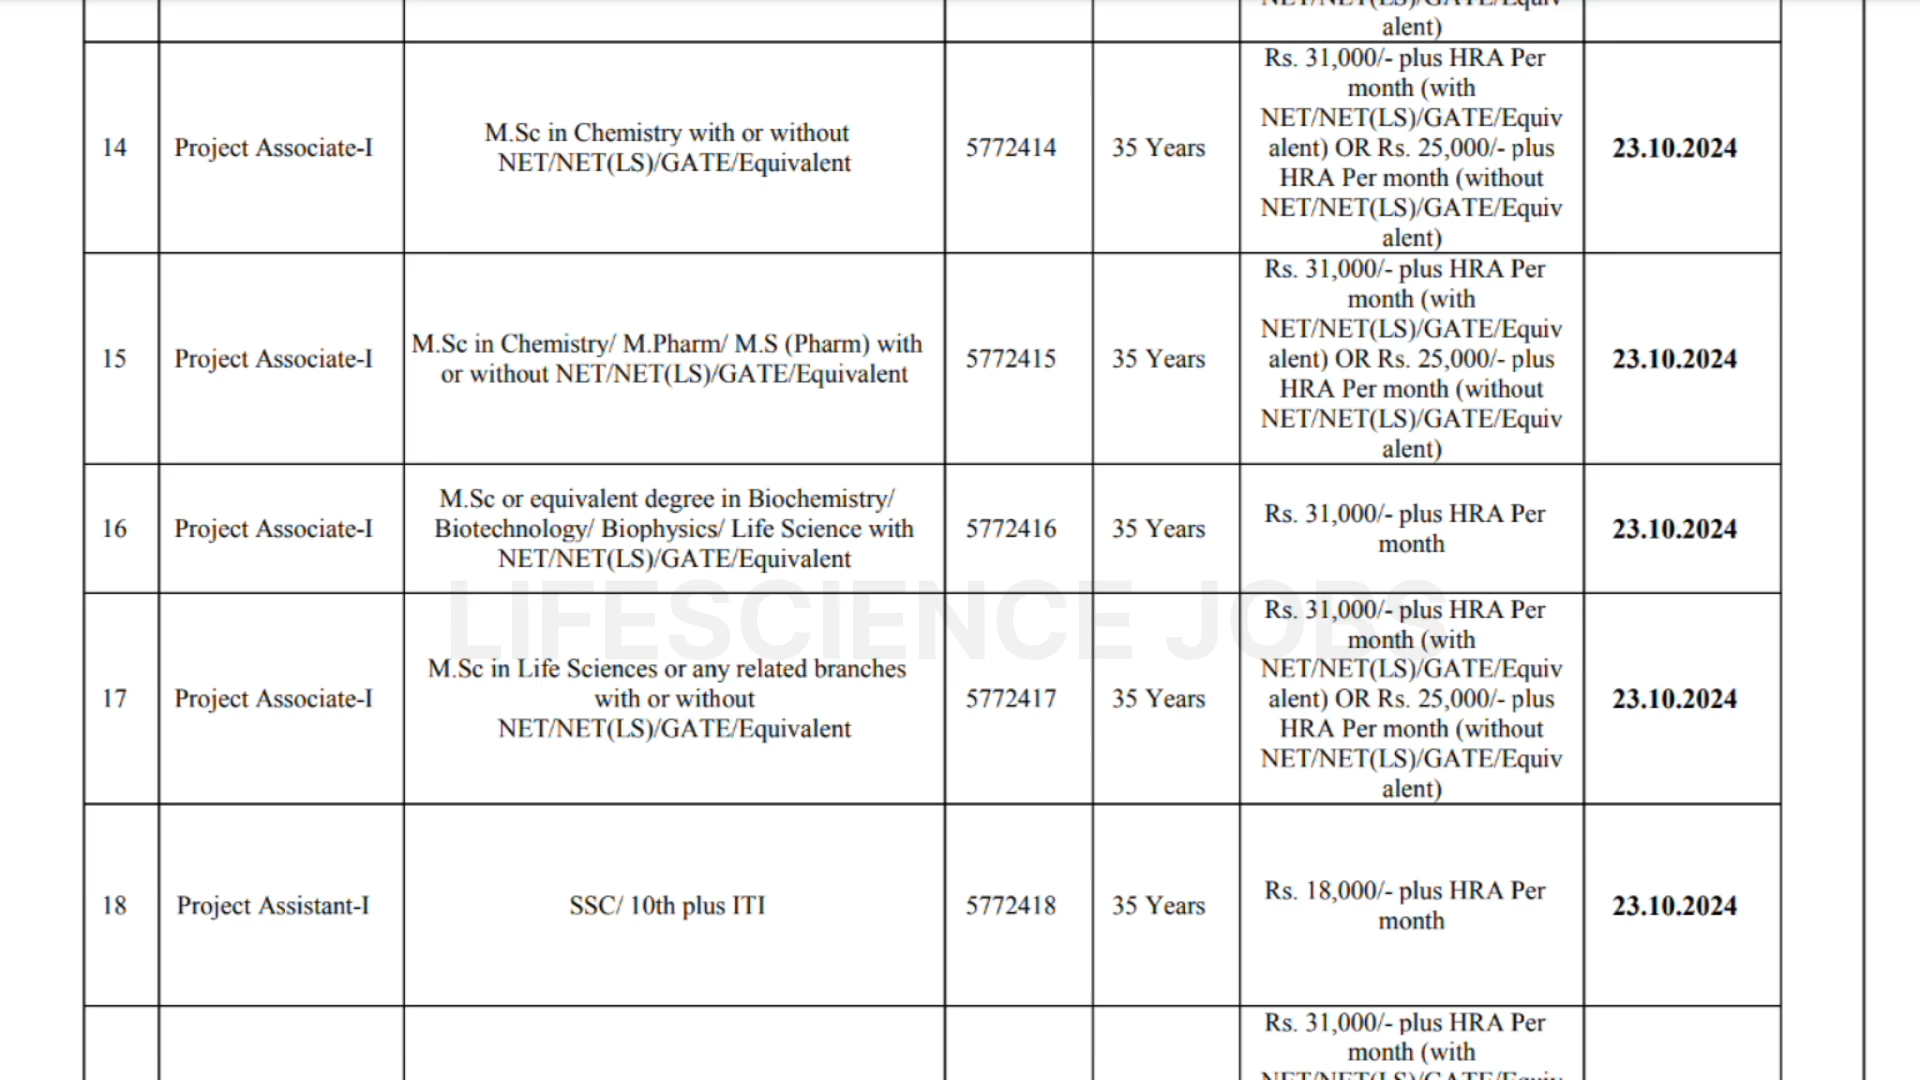 alent)
14
Project Associate-I
M.Sc in Chemistry with or without
NET/NET(LS)/GATE/Equivalent
5772414
35 Years
Rs. 31,000/- plus HRA Per
month (with
NET/NET(LS)/GATE/Equiv
alent) OR Rs. 25,000/- plus
HRA Per month (without
NET/NET(LS)/GATE/Equiv
alent)
23.10.2024
15
Project Associate-I
M.Sc in Chemistry/ M.Pharm/ M.S (Pharm) with
or without NET/NET(LS)/GATE/Equivalent
5772415
35 Years
Rs. 31,000/- plus HRA Per
month (with
NET/NET(LS)/GATE/Equiv
alent) OR Rs. 25,000/- plus
HRA Per month (without
NET/NET(LS)/GATE/Equiv
alent)
23.10.2024
16
Project Associate-I
M.Sc or equivalent degree in Biochemistry/
Biotechnology/ Biophysics/ Life Science with
NET/NET(LS)/GATE/Equivalent
5772416
35 Years
Rs. 31,000/- plus HRA Per
month
23.10.2024
LIFESCIENCE JOBS
17
Project Associate-I
M.Sc in Life Sciences or any related branches
with or without
NET/NET(LS)/GATE/Equivalent
5772417
35 Years
Rs. 31,000/- plus HRA Per
month (with
NET/NET(LS)/GATE/Equiv
alent) OR Rs. 25,000/- plus
HRA Per month (without
NET/NET(LS)/GATE/Equiv
alent)
23.10.2024
18
Project Assistant-I
SSC/ 10th plus ITI
5772418
35 Years
Rs. 18,000/- plus HRA Per
month
23.10.2024
Rs. 31,000/- plus HRA Per
month (with